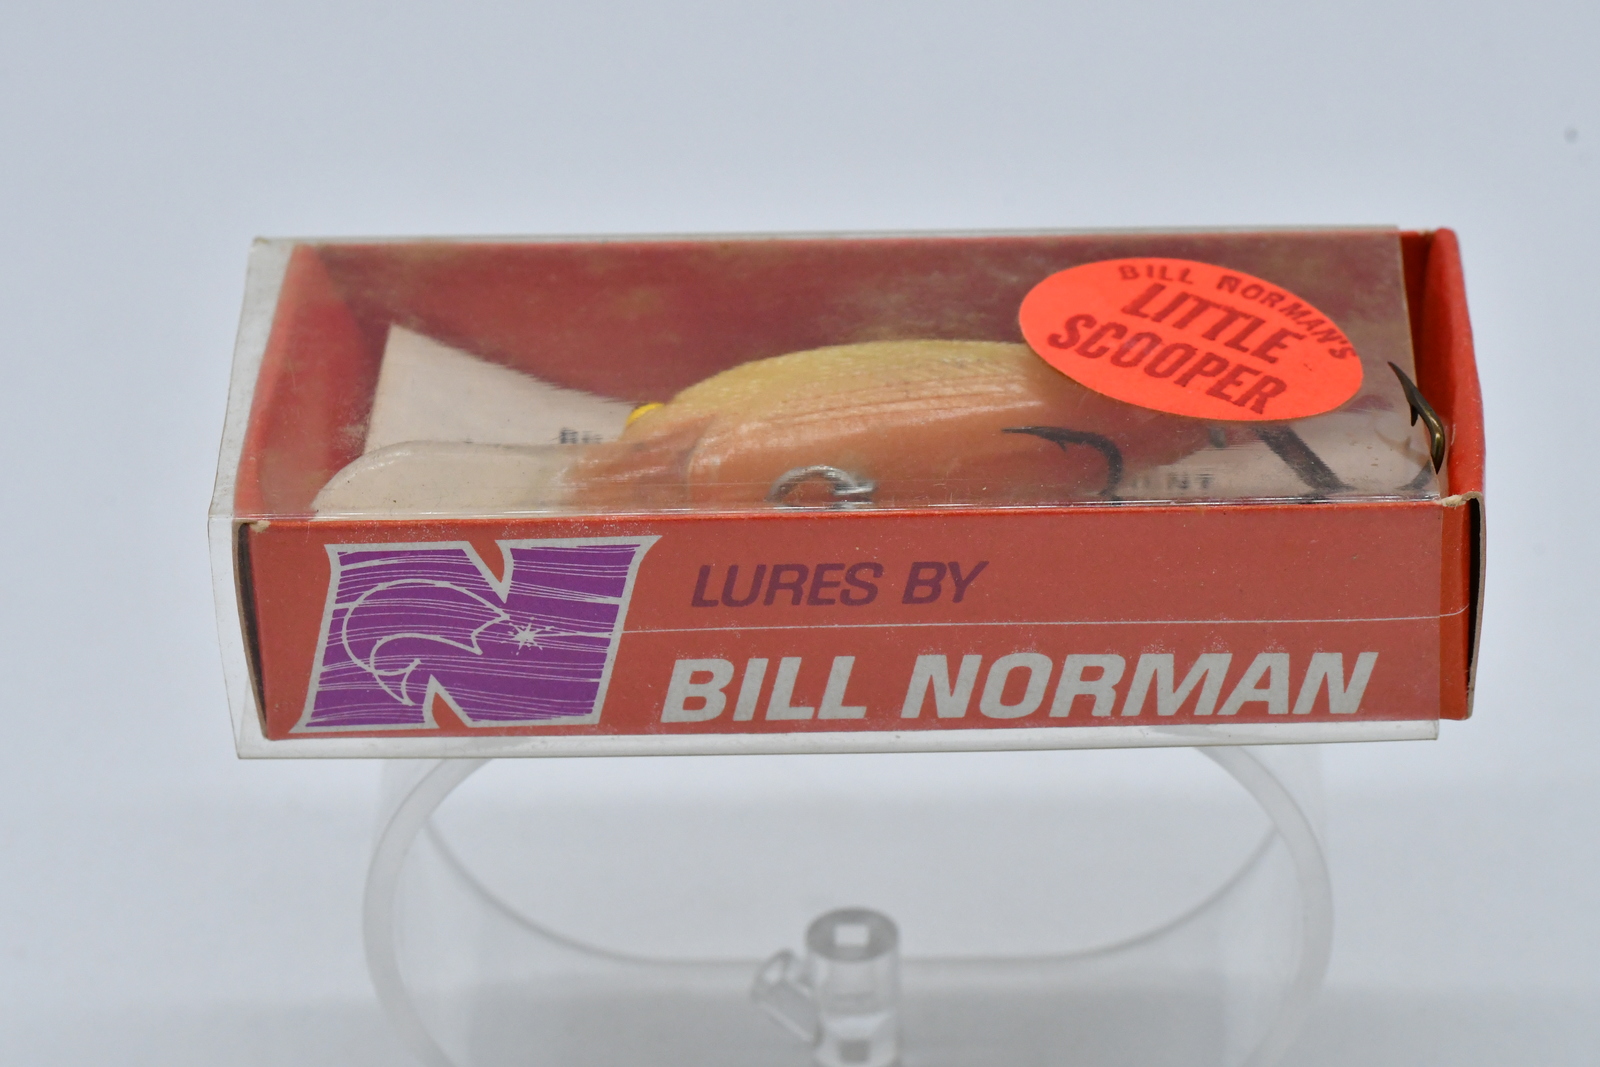 BILL NORMAN'S
LITTLE
SCOOPER
N
LURES BY
BILL NORMAN